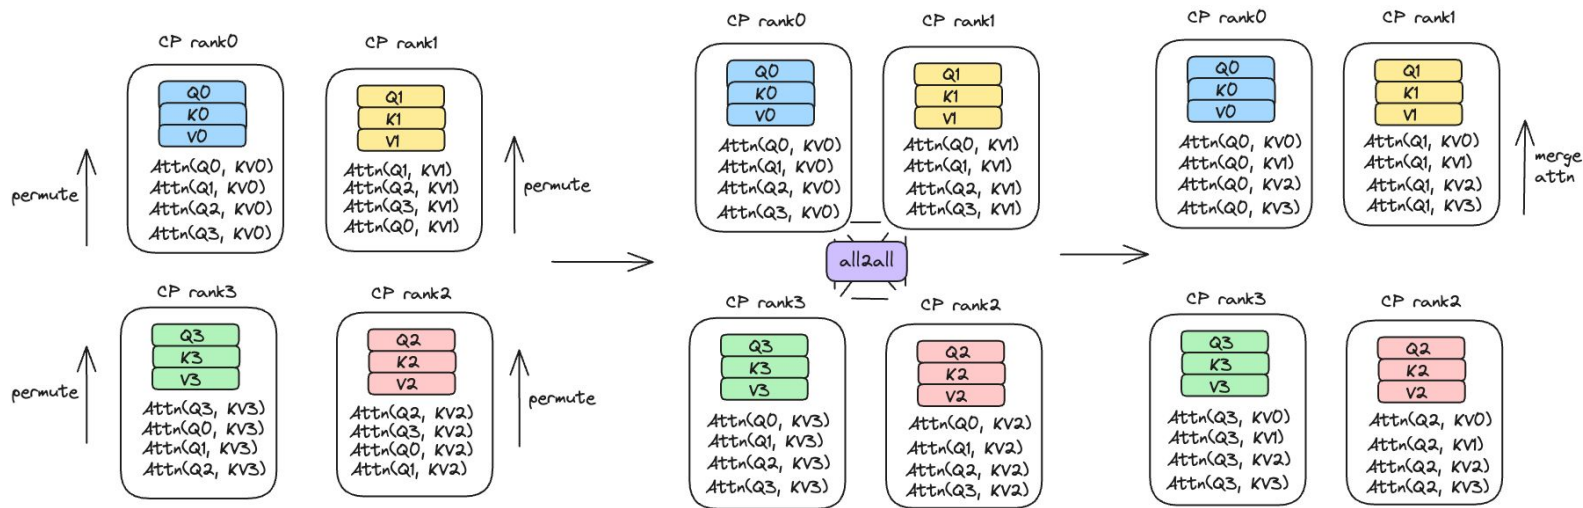 CP rank0
Q0
K0
V0
Attn(Q0, KV0)
Attn(Q1, KV0)
Attn(Q2, KV0)
Attn(Q3, KV0)
permute
CP rank1
Q1
K1
V1
Attn(Q1, KV1)
Attn(Q2, KV1)
Attn(Q3, KV1)
Attn(Q0, KV1)
permute
CP rank3
Q3
K3
V3
Attn(Q3, KV3)
Attn(Q0, KV3)
Attn(Q1, KV3)
Attn(Q2, KV3)
permute
CP rank2
Q2
K2
V2
Attn(Q2, KV2)
Attn(Q3, KV2)
Attn(Q0, KV2)
Attn(Q1, KV2)
permute
CP rank0
Q0
K0
V0
Attn(Q0, KV0)
Attn(Q1, KV0)
Attn(Q2, KV0)
Attn(Q3, KV0)
CP rank1
Q1
K1
V1
Attn(Q0, KV1)
Attn(Q1, KV1)
Attn(Q2, KV1)
Attn(Q3, KV1)
all2all
CP rank3
Q3
K3
V3
Attn(Q0, KV3)
Attn(Q1, KV3)
Attn(Q2, KV3)
Attn(Q3, KV3)
CP rank2
Q2
K2
V2
Attn(Q0, KV2)
Attn(Q1, KV2)
Attn(Q2, KV2)
Attn(Q3, KV2)
CP rank0
Q0
K0
V0
Attn(Q0, KV0)
Attn(Q0, KV1)
Attn(Q0, KV2)
Attn(Q0, KV3)
CP rank1
Q1
K1
V1
Attn(Q1, KV0)
Attn(Q1, KV1)
Attn(Q1, KV2)
Attn(Q1, KV3)
merge
attn
CP rank3
Q3
K3
V3
Attn(Q3, KV0)
Attn(Q3, KV1)
Attn(Q3, KV2)
Attn(Q3, KV3)
CP rank2
Q2
K2
V2
Attn(Q2, KV0)
Attn(Q2, KV1)
Attn(Q2, KV2)
Attn(Q2, KV3)